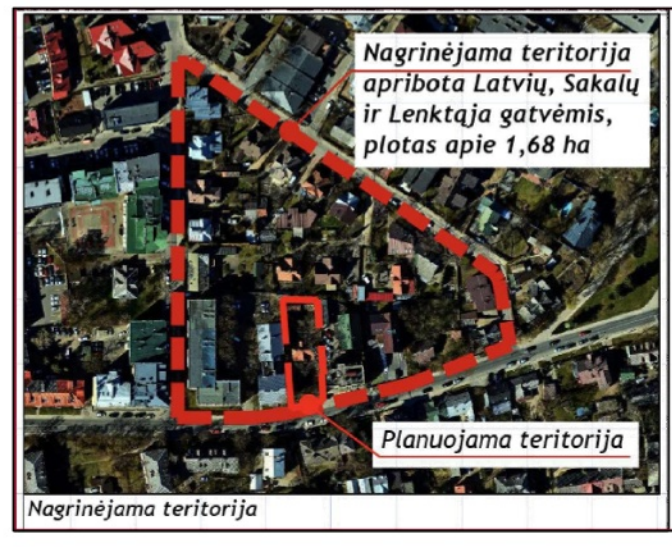 Nagrinėjama teritorija
apribota Latvių, Sakalų
ir Lenktąja gatvėmis,
plotas apie 1,68 ha
Planuojama teritorija
Nagrinėjama teritorija